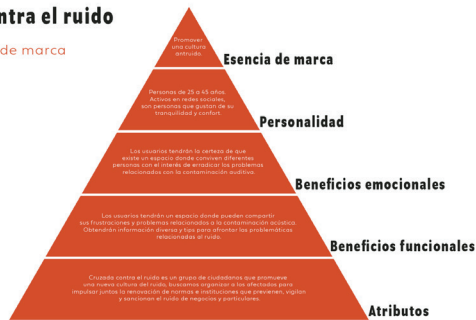 ntra el ruido
de marca
Promover
una cultura
antiruido.
Esencia de marca
Personas de 25 a 45 años.
Activos en redes sociales,
son personas que gustan de su
tranquilidad y confort.
Personalidad
Los usuarios tendrán la certeza de que
existe un espacio donde conviven diferentes
personas con el interés de erradicar los problemas
relacionados con la contaminación auditiva.
Beneficios emocionales
Los usuarios tendrán un espacio donde pueden compartir
sus frustraciones y problemas relacionados a la contaminación acústica.
Obtendrán información diversa y tips para afrontar las problemáticas
relacionadas al ruido.
Beneficios funcionales
Cruzada contra el ruido es un grupo de ciudadanos que promueve
una nueva cultura del ruido, buscamos organizar a los afectados para
impulsar juntos la renovación de normas e instituciones que previenen, vigilan
y sancionan el ruido de negocios y particulares.
Atributos